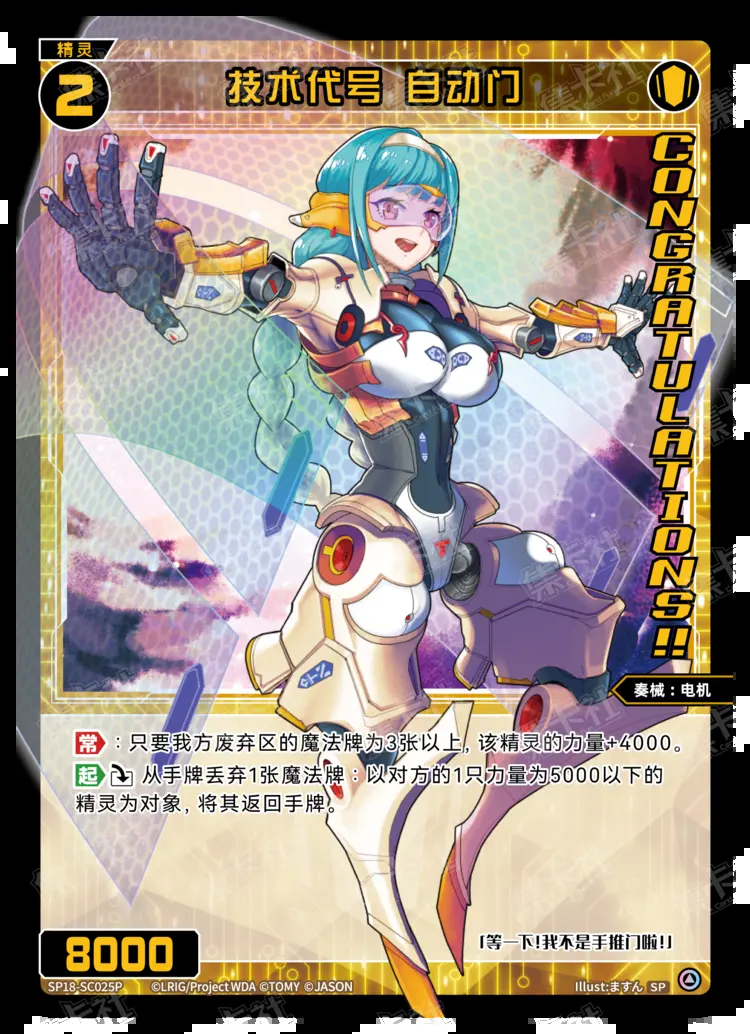 精灵
2
技术代号 自动门
CONGRATULATIONS!!
奏械：电机
常：只要我方废弃区的魔法牌为3张以上，该精灵的力量+4000。
起 从手牌丢弃1张魔法牌：以对方的1只力量为5000以下的
精灵为对象，将其返回手牌。
「等一下!我不是手推门啦!」
8000
SP18-SC025P ©LRIG/Project WDA ©TOMY ©JASON Illust:ますん SP
集卡社